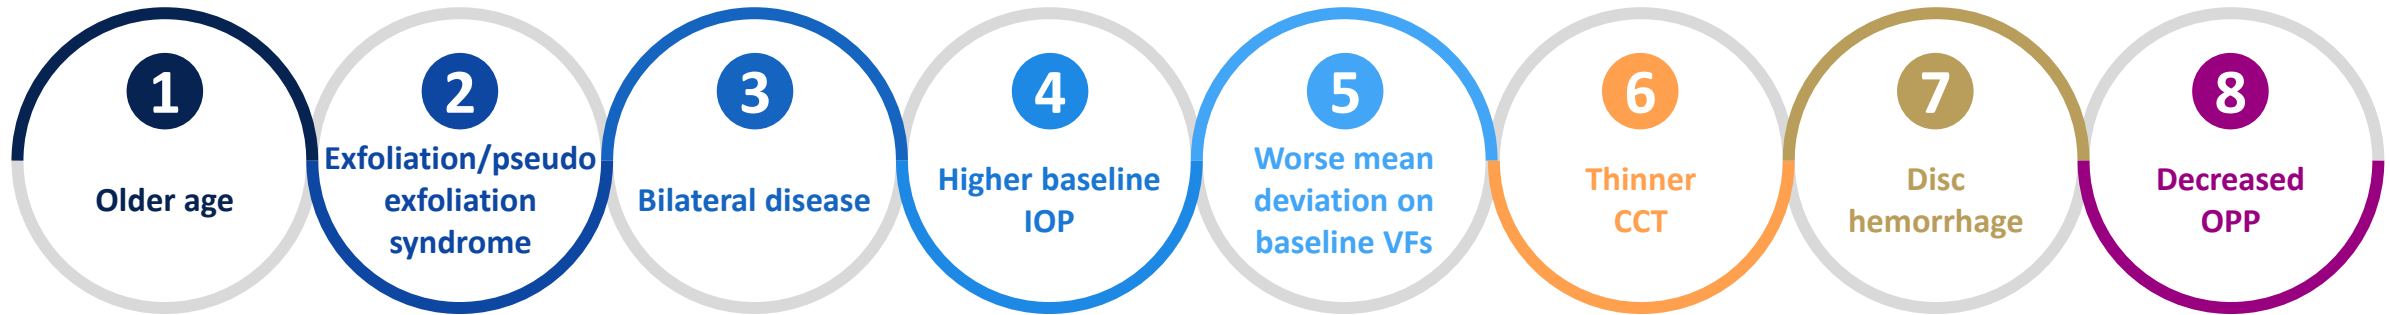 1
Older age
2
Exfoliation/pseudo
exfoliation
syndrome
3
Bilateral disease
4
Higher baseline
IOP
5
Worse mean
deviation on
baseline VFs
6
Thinner
CCT
7
Disc
hemorrhage
8
Decreased
OPP